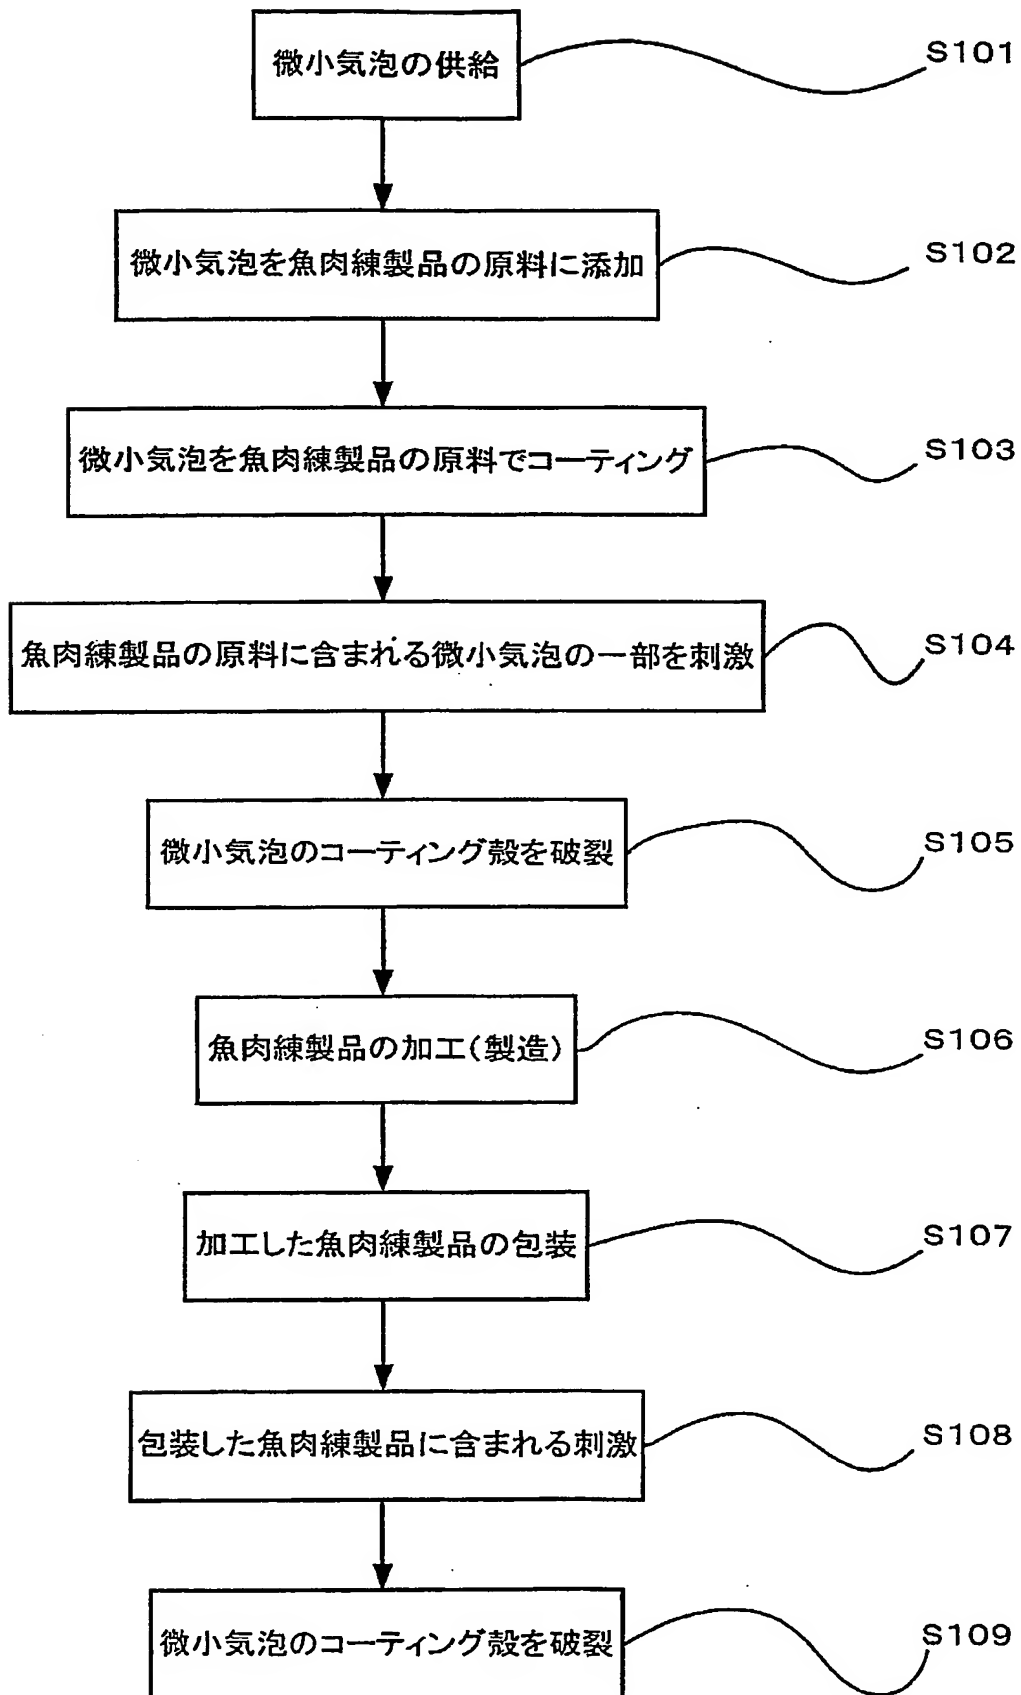 微小気泡の供給 S101
微小気泡を魚肉練製品の原料に添加 S102
微小気泡を魚肉練製品の原料でコーティング S103
魚肉練製品の原料に含まれる微小気泡の一部を刺激 S104
微小気泡のコーティング殻を破裂 S105
魚肉練製品の加工(製造) S106
加工した魚肉練製品の包装 S107
包装した魚肉練製品に含まれる刺激 S108
微小気泡のコーティング殻を破裂 S109